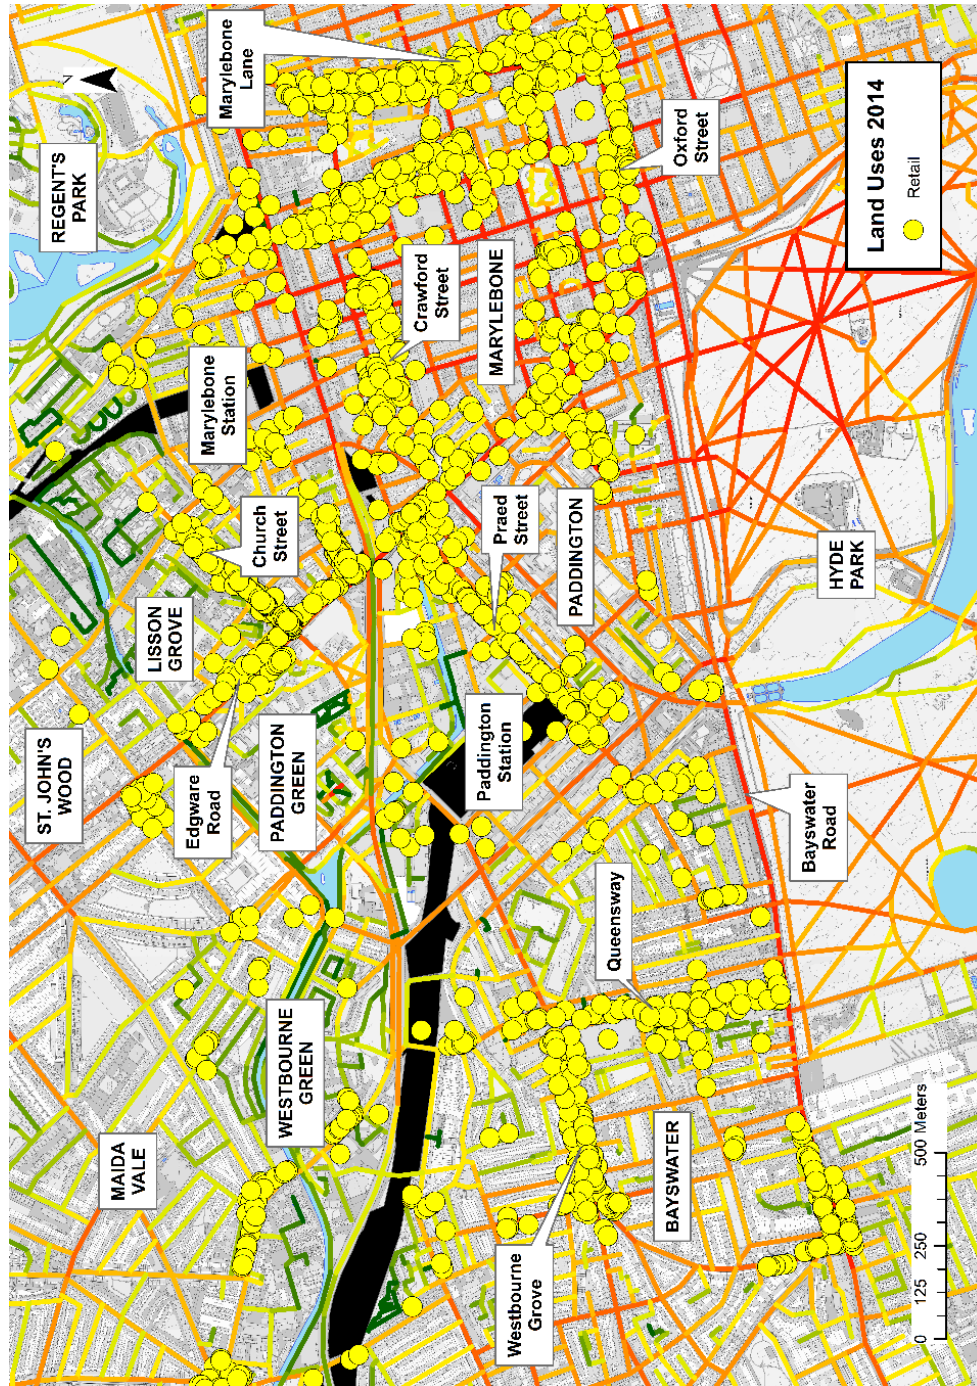 MAIDA
VALE
ST. JOHN'S
WOOD
LISSON
GROVE
REGENT'S
PARK
N
Marylebone
Lane
Marylebone
Station
Church
Street
Edgware
Road
PADDINGTON
GREEN
WESTBOURNE
GREEN
Crawford
Street
MARYLEBONE
Praed
Street
Paddington
Station
PADDINGTON
Oxford
Street
Westbourne
Grove
Queensway
BAYSWATER
Bayswater
Road
HYDE
PARK
Land Uses 2014
Retail
0 125 250 500 Meters